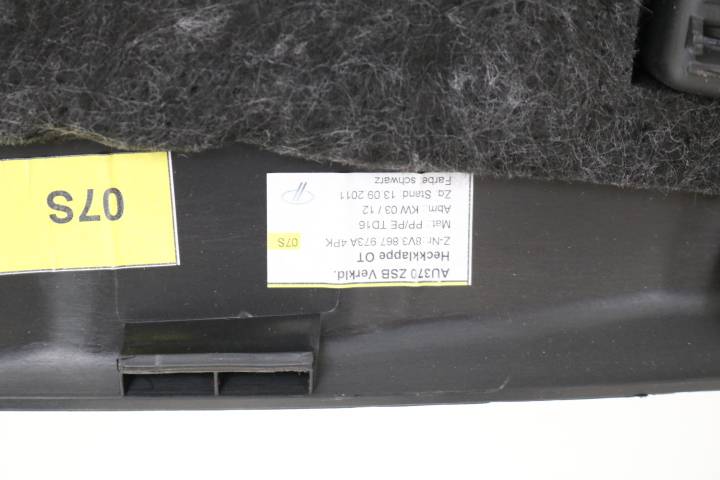 AU370 ZSB Verkld.
Heckklappe OT
Z-Nr. 8V3 867 973A 4PK
Mat.: PP/PE TD16
Abm.: KW 03 / 12
Zg. Stand: 13.09.2011
Farbe: schwarz
07S
07S